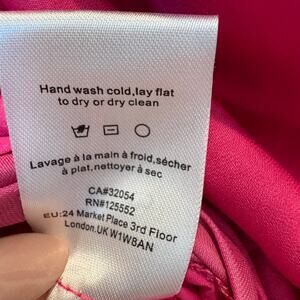 Hand wash cold,lay flat
to dry or dry clean
Lavage à la main à froid,sécher
à plat,nettoyer à sec
CA#32054
RN#125552
EU:24 Market Place 3rd Floor
London.UK W1W8AN